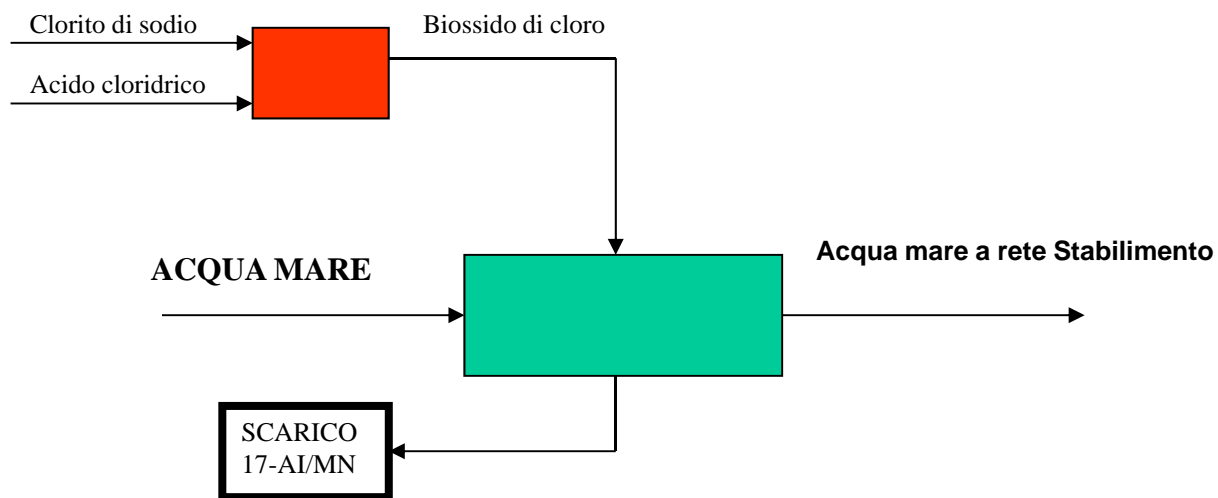 Clorito di sodio
Biossido di cloro
Acido cloridrico
Acqua mare a rete Stabilimento
ACQUA MARE
SCARICO
17-AI/MN